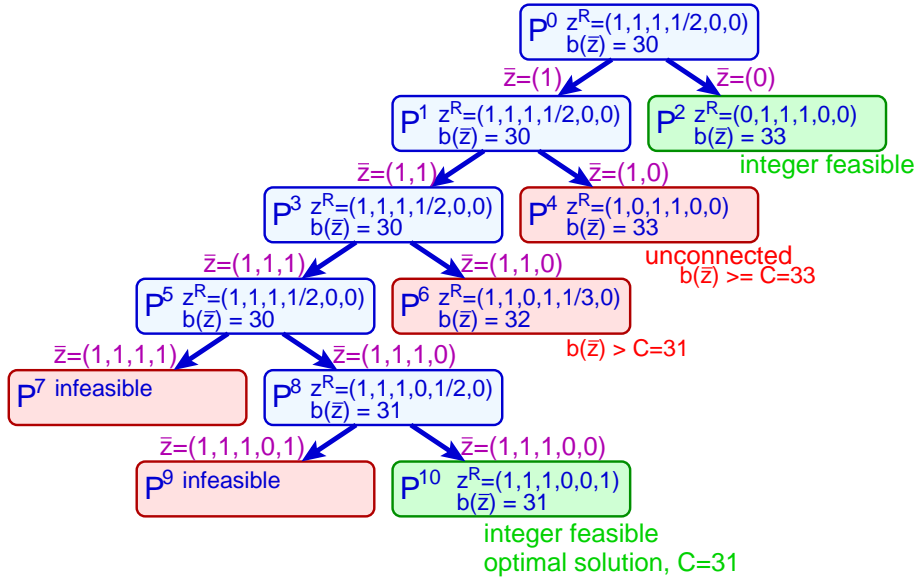 P⁰ zᴿ=(1,1,1,1/2,0,0)
b(z̄) = 30
z̄=(1)
z̄=(0)
P¹ zᴿ=(1,1,1,1/2,0,0)
b(z̄) = 30
P² zᴿ=(0,1,1,1,0,0)
b(z̄) = 33
integer feasible
z̄=(1,1)
z̄=(1,0)
P³ zᴿ=(1,1,1,1/2,0,0)
b(z̄) = 30
P⁴ zᴿ=(1,0,1,1,0,0)
b(z̄) = 33
unconnected
b(z̄) >= C=33
z̄=(1,1,1)
z̄=(1,1,0)
P⁵ zᴿ=(1,1,1,1/2,0,0)
b(z̄) = 30
P⁶ zᴿ=(1,1,0,1,1/3,0)
b(z̄) = 32
b(z̄) > C=31
z̄=(1,1,1,1)
z̄=(1,1,1,0)
P⁷ infeasible
P⁸ zᴿ=(1,1,1,0,1/2,0)
b(z̄) = 31
z̄=(1,1,1,0,1)
z̄=(1,1,1,0,0)
P⁹ infeasible
P¹⁰ zᴿ=(1,1,1,0,0,1)
b(z̄) = 31
integer feasible
optimal solution, C=31